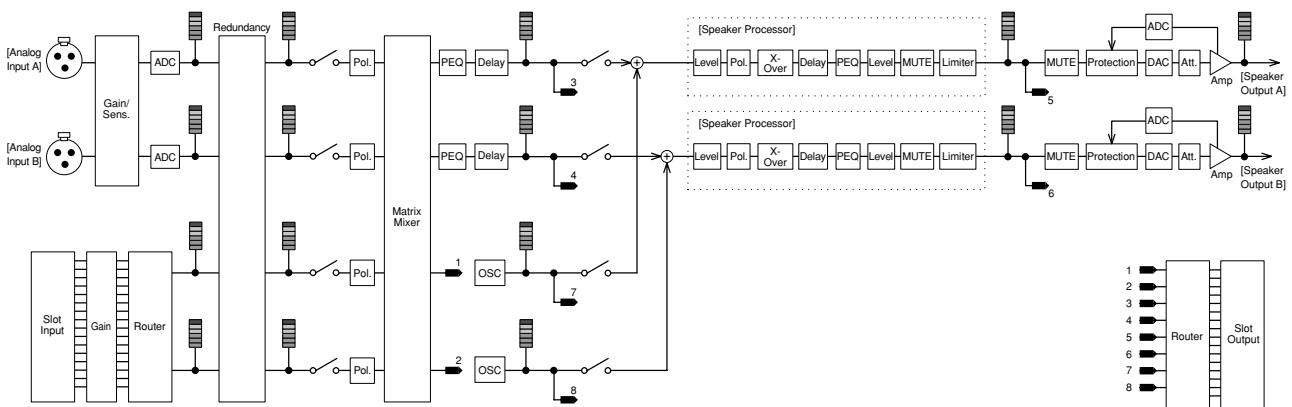 Redundancy
[Analog
Input A]
Gain/
Sens.
ADC
Pol.
Matrix
Mixer
PEQ
Delay
3
[Speaker Processor]
Level
Pol.
X-
Over
Delay
PEQ
Level
MUTE
Limiter
5
MUTE
Protection
ADC
DAC
Att.
Amp
[Speaker
Output A]
[Analog
Input B]
ADC
Pol.
PEQ
Delay
4
[Speaker Processor]
Level
Pol.
X-
Over
Delay
PEQ
Level
MUTE
Limiter
6
MUTE
Protection
ADC
DAC
Att.
Amp
[Speaker
Output B]
Slot
Input
Gain
Router
Pol.
1
OSC
7
Pol.
2
OSC
8
1
2
3
4
5
6
7
8
Router
Slot
Output